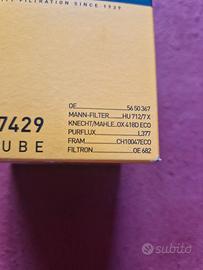 FILTRATION SINCE 1939
7429
UBE
OE 56 50 367
MANN-FILTER HU 712/7 X
KNECHT/MAHLE OX 418D ECO
PURFLUX L377
FRAM CH10047ECO
FILTRON OE 682
subito